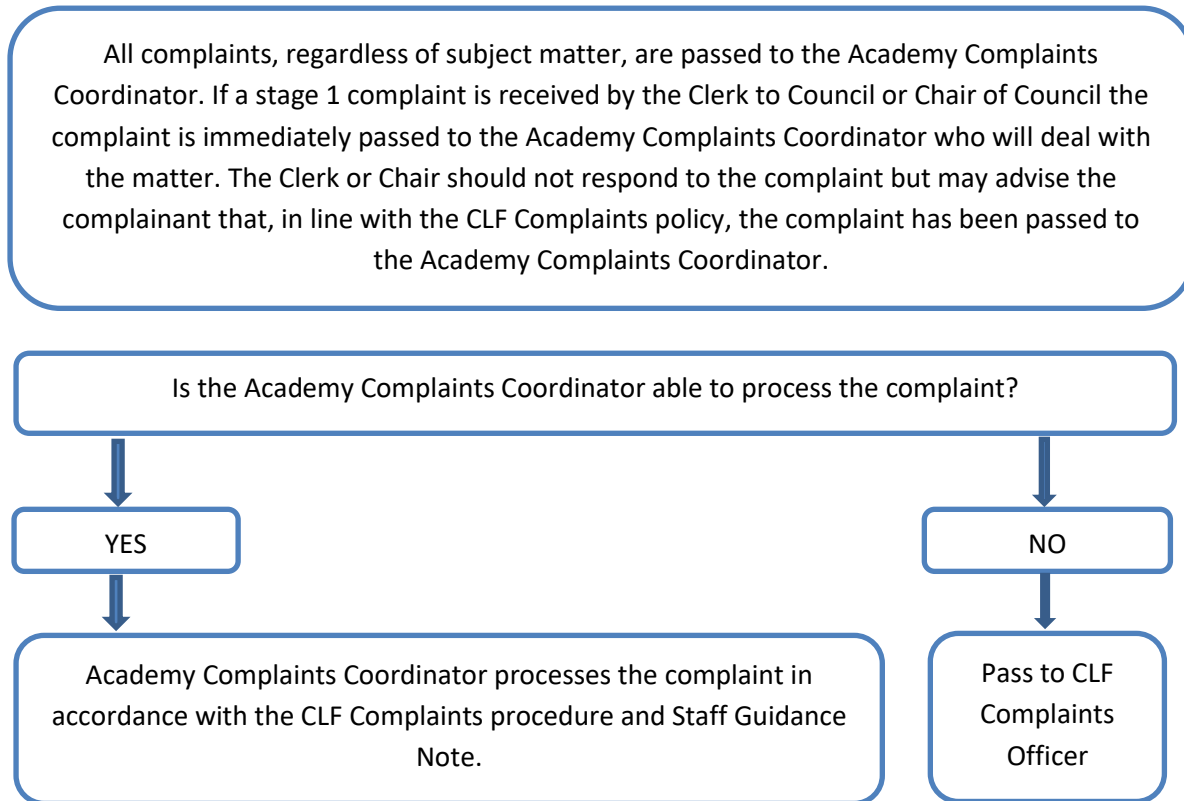 All complaints, regardless of subject matter, are passed to the Academy Complaints
Coordinator. If a stage 1 complaint is received by the Clerk to Council or Chair of Council the
complaint is immediately passed to the Academy Complaints Coordinator who will deal with
the matter. The Clerk or Chair should not respond to the complaint but may advise the
complainant that, in line with the CLF Complaints policy, the complaint has been passed to
the Academy Complaints Coordinator.
Is the Academy Complaints Coordinator able to process the complaint?
YES
NO
Academy Complaints Coordinator processes the complaint in
accordance with the CLF Complaints procedure and Staff Guidance
Note.
Pass to CLF
Complaints
Officer